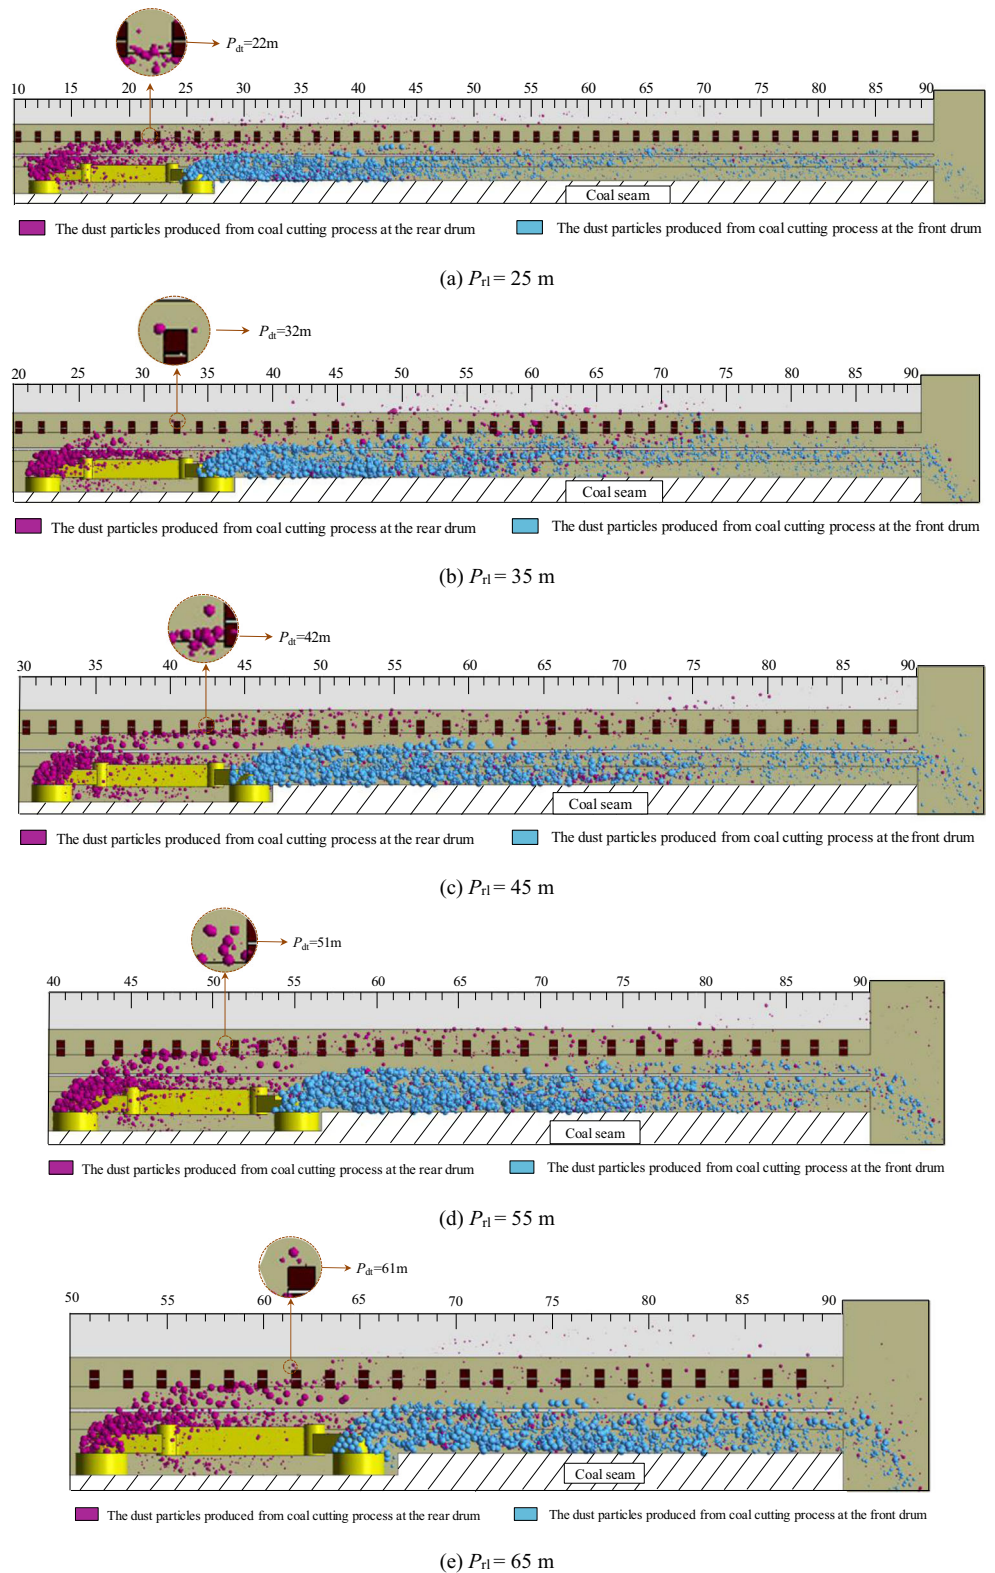 P_dt=22m
10 15 20 25 30 35 40 45 50 55 60 65 70 75 80 85 90
Coal seam
The dust particles produced from coal cutting process at the rear drum The dust particles produced from coal cutting process at the front drum
(a) P_rl = 25 m
P_dt=32m
20 25 30 35 40 45 50 55 60 65 70 75 80 85 90
Coal seam
The dust particles produced from coal cutting process at the rear drum The dust particles produced from coal cutting process at the front drum
(b) P_rl = 35 m
P_dt=42m
30 35 40 45 50 55 60 65 70 75 80 85 90
Coal seam
The dust particles produced from coal cutting process at the rear drum The dust particles produced from coal cutting process at the front drum
(c) P_rl = 45 m
P_dt=51m
40 45 50 55 60 65 70 75 80 85 90
Coal seam
The dust particles produced from coal cutting process at the rear drum The dust particles produced from coal cutting process at the front drum
(d) P_rl = 55 m
P_dt=61m
50 55 60 65 70 75 80 85 90
Coal seam
The dust particles produced from coal cutting process at the rear drum The dust particles produced from coal cutting process at the front drum
(e) P_rl = 65 m